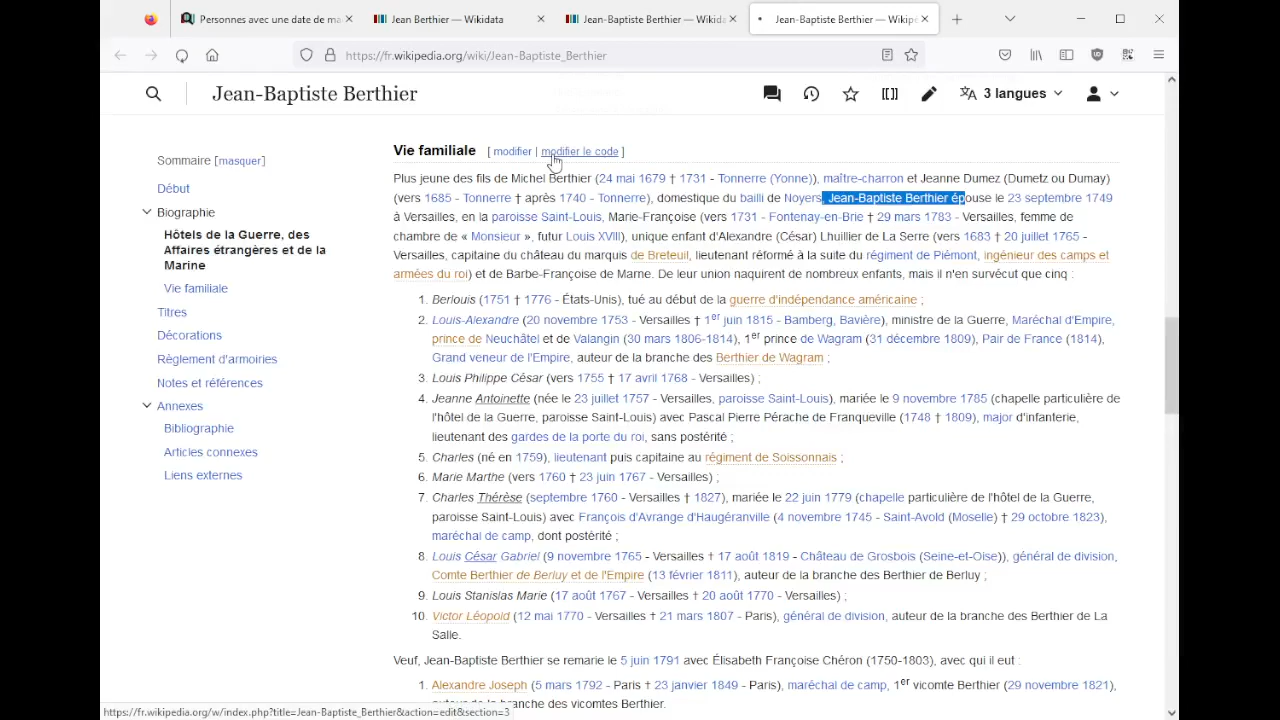 Personnes avec une date de ma
Jean Berthier — Wikidata
Jean-Baptiste Berthier — Wikida
Jean-Baptiste Berthier — Wikip
https://fr.wikipedia.org/wiki/Jean-Baptiste_Berthier
Jean-Baptiste Berthier
3 langues
Sommaire [masquer]
Début
Biographie
Hôtels de la Guerre, des
Affaires étrangères et de la
Marine
Vie familiale
Titres
Décorations
Règlement d'armoiries
Notes et références
Annexes
Bibliographie
Articles connexes
Liens externes
Vie familiale [ modifier | modifier le code ]
Plus jeune des fils de Michel Berthier (24 mai 1679 † 1731 - Tonnerre (Yonne)), maître-charron et Jeanne Dumez (Dumetz ou Dumay)
(vers 1685 - Tonnerre † après 1740 - Tonnerre), domestique du bailli de Noyers, Jean-Baptiste Berthier épouse le 23 septembre 1749
à Versailles, en la paroisse Saint-Louis, Marie-Françoise (vers 1731 - Fontenay-en-Brie † 29 mars 1783 - Versailles, femme de
chambre de « Monsieur », futur Louis XVIII), unique enfant d'Alexandre (César) Lhuillier de La Serre (vers 1683 † 20 juillet 1765 -
Versailles, capitaine du château du marquis de Breteuil, lieutenant réformé à la suite du régiment de Piémont, ingénieur des camps et
armées du roi) et de Barbe-Françoise de Marne. De leur union naquirent de nombreux enfants, mais il n'en survécut que cinq :
1. Berlouis (1751 † 1776 - États-Unis), tué au début de la guerre d'indépendance américaine ;
2. Louis-Alexandre (20 novembre 1753 - Versailles † 1er juin 1815 - Bamberg, Bavière), ministre de la Guerre, Maréchal d'Empire,
prince de Neuchâtel et de Valangin (30 mars 1806-1814), 1er prince de Wagram (31 décembre 1809), Pair de France (1814),
Grand veneur de l'Empire, auteur de la branche des Berthier de Wagram ;
3. Louis Philippe César (vers 1755 † 17 avril 1768 - Versailles) ;
4. Jeanne Antoinette (née le 23 juillet 1757 - Versailles, paroisse Saint-Louis), mariée le 9 novembre 1785 (chapelle particulière de
l'hôtel de la Guerre, paroisse Saint-Louis) avec Pascal Pierre Pérache de Franqueville (1748 † 1809), major d'infanterie,
lieutenant des gardes de la porte du roi, sans postérité ;
5. Charles (né en 1759), lieutenant puis capitaine au régiment de Soissonnais ;
6. Marie Marthe (vers 1760 † 23 juin 1767 - Versailles) ;
7. Charles Thérèse (septembre 1760 - Versailles † 1827), mariée le 22 juin 1779 (chapelle particulière de l'hôtel de la Guerre,
paroisse Saint-Louis) avec François d'Avrange d'Haugéranville (4 novembre 1745 - Saint-Avold (Moselle) † 29 octobre 1823),
maréchal de camp, dont postérité ;
8. Louis César Gabriel (9 novembre 1765 - Versailles † 17 août 1819 - Château de Grosbois (Seine-et-Oise)), général de division,
Comte Berthier de Berluy et de l'Empire (13 février 1811), auteur de la branche des Berthier de Berluy ;
9. Louis Stanislas Marie (17 août 1767 - Versailles † 20 août 1770 - Versailles) ;
10. Victor Léopold (12 mai 1770 - Versailles † 21 mars 1807 - Paris), général de division, auteur de la branche des Berthier de La
Salle.
Veuf, Jean-Baptiste Berthier se remarie le 5 juin 1791 avec Élisabeth Françoise Chéron (1750-1803), avec qui il eut :
1. Alexandre Joseph (5 mars 1792 - Paris † 23 janvier 1849 - Paris), maréchal de camp, 1er vicomte Berthier (29 novembre 1821),
auteur de la branche des vicomtes Berthier.
https://fr.wikipedia.org/w/index.php?title=Jean-Baptiste_Berthier&action=edit&section=3